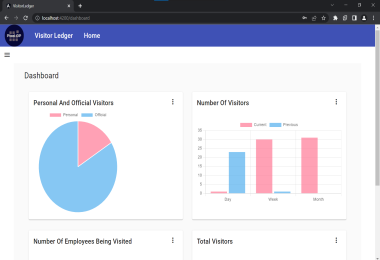 VisitorLedger
localhost:4200/dashboard
Visitor Ledger Home
Dashboard
Personal And Official Visitors
Personal Official
Number Of Visitors
Current Previous
35
30
25
20
15
10
5
0
Day Week Month
Number Of Employees Being Visited
Total Visitors